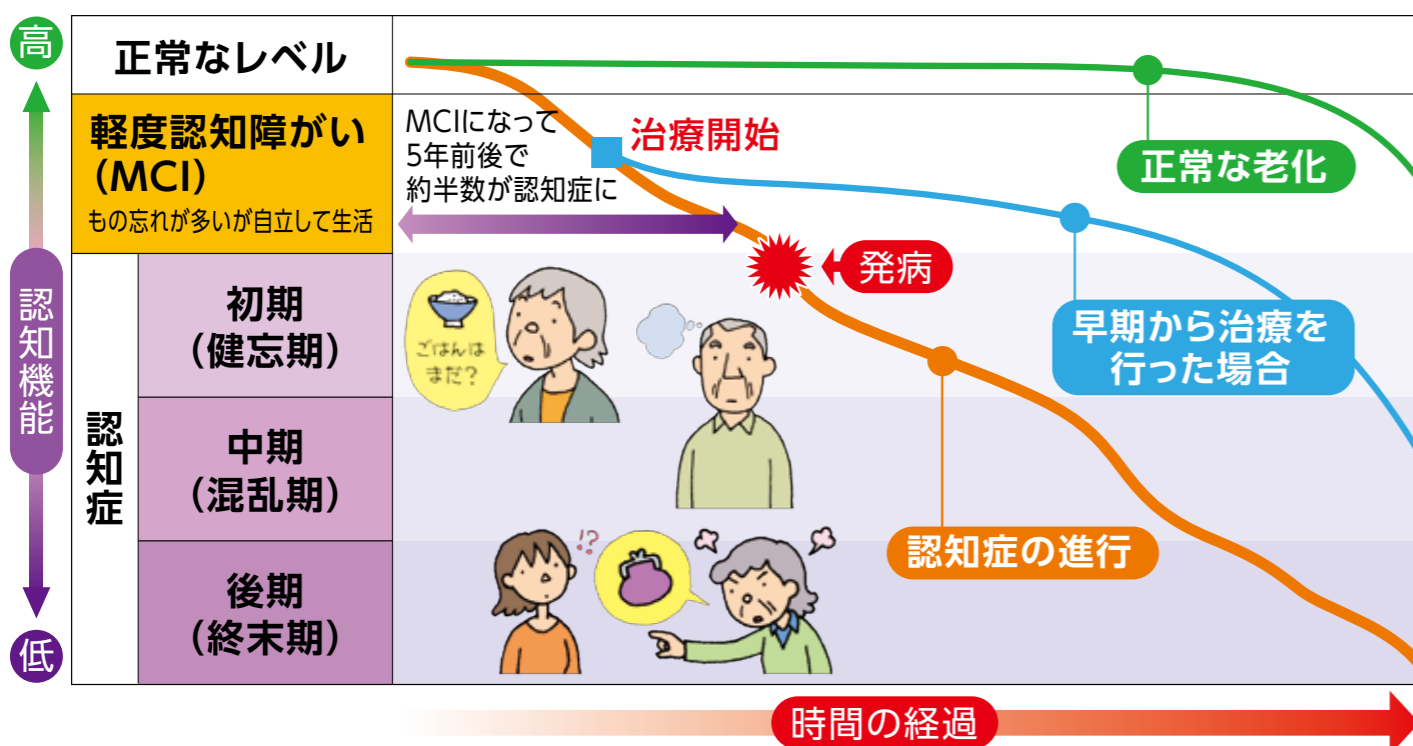 高
認知機能
低
正常なレベル
軽度認知障がい
(MCI)
もの忘れが多いが自立して生活
認知症
初期
(健忘期)
中期
(混乱期)
後期
(終末期)
MCIになって
5年前後で
約半数が認知症に
治療開始
正常な老化
発病
早期から治療を
行った場合
ごはんは
まだ?
認知症の進行
!?
時間の経過